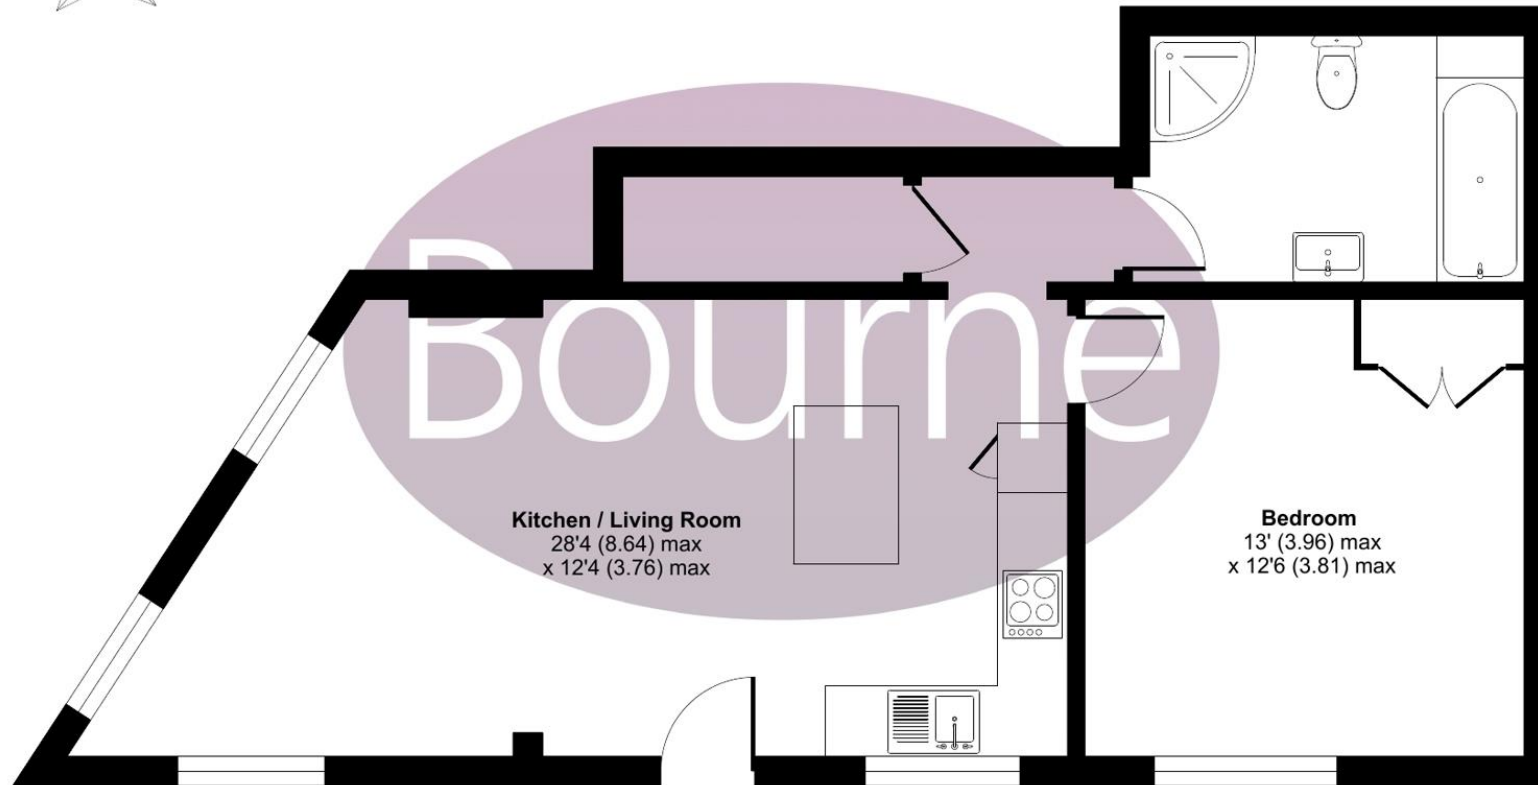 Bourne
Kitchen / Living Room
28'4 (8.64) max
x 12'4 (3.76) max
Bedroom
13' (3.96) max
x 12'6 (3.81) max